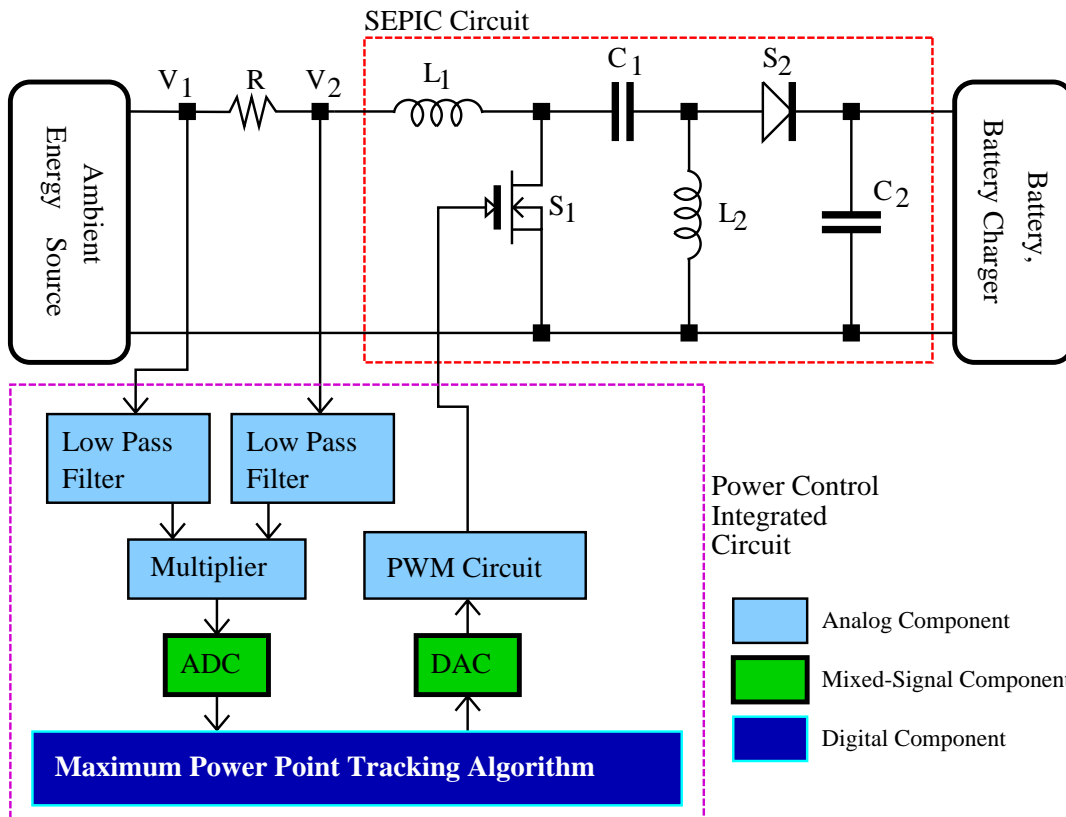 SEPIC Circuit
V1
R
V2
L1
C1
S2
Ambient
Energy Source
S1
L2
C2
Battery,
Battery Charger
Low Pass
Filter
Low Pass
Filter
Multiplier
PWM Circuit
ADC
DAC
Maximum Power Point Tracking Algorithm
Power Control
Integrated
Circuit
Analog Component
Mixed-Signal Component
Digital Component